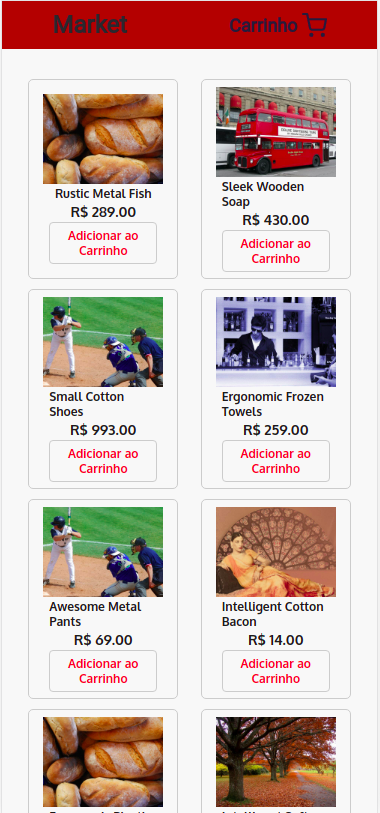 Market
Carrinho
Rustic Metal Fish
R$ 289.00
Adicionar ao
Carrinho
Sleek Wooden
Soap
R$ 430.00
Adicionar ao
Carrinho
Small Cotton
Shoes
R$ 993.00
Adicionar ao
Carrinho
Ergonomic Frozen
Towels
R$ 259.00
Adicionar ao
Carrinho
Awesome Metal
Pants
R$ 69.00
Adicionar ao
Carrinho
Intelligent Cotton
Bacon
R$ 14.00
Adicionar ao
Carrinho